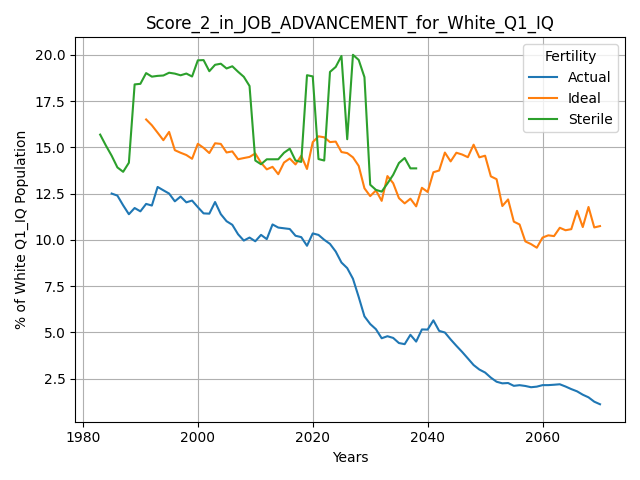 Score_2_in_JOB_ADVANCEMENT_for_White_Q1_IQ
% of White Q1_IQ Population
20.0
17.5
15.0
12.5
10.0
7.5
5.0
2.5
Fertility
Actual
Ideal
Sterile
1980
2000
2020
2040
2060
Years